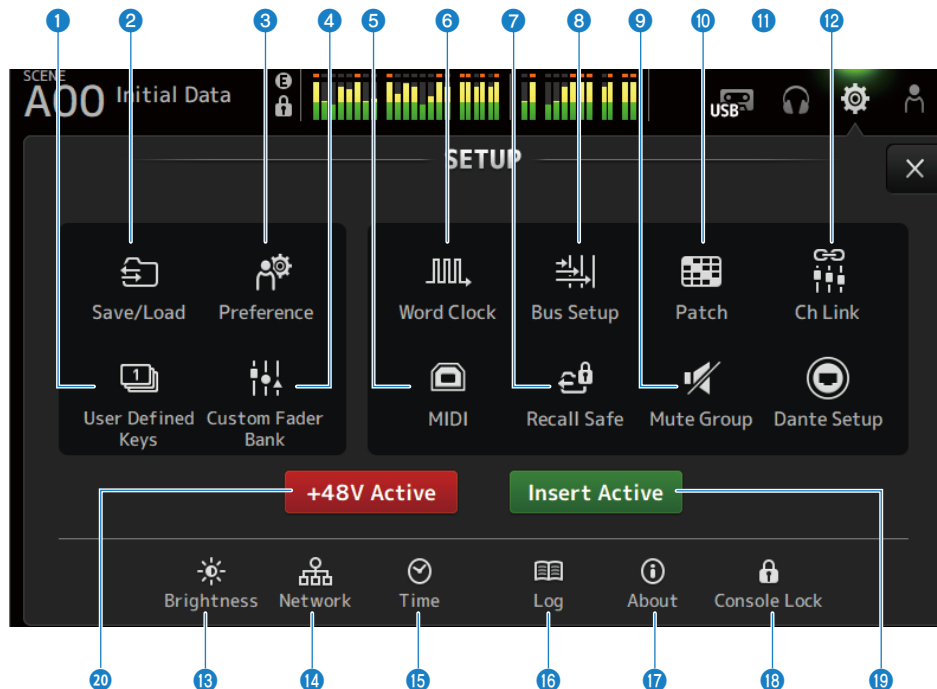 1 2 3 4 5 6 7 8 9 10 11 12
SCENE
A00 Initial Data
E
USB
SETUP
Save/Load Preference Word Clock Bus Setup Patch Ch Link
1
User Defined Keys
Custom Fader Bank
MIDI Recall Safe Mute Group Dante Setup
+48V Active Insert Active
Brightness Network Time Log About Console Lock
20 13 14 15 16 17 18 19